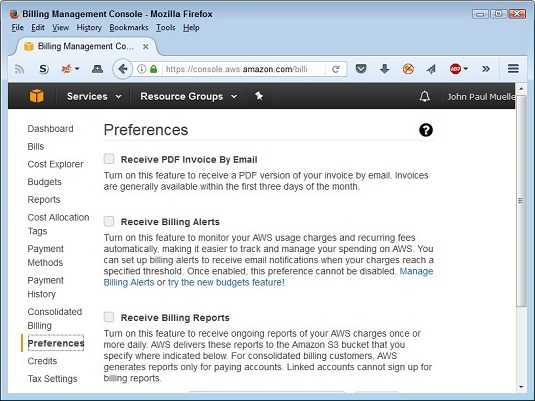 Billing Management Console - Mozilla Firefox
File Edit View History Bookmarks Tools Help
Billing Management Co... ×
https://console.aws.amazon.com/billi
Services Resource Groups John Paul Muelle
Dashboard
Bills
Cost Explorer
Budgets
Reports
Cost Allocation
Tags
Payment
Methods
Payment
History
Consolidated
Billing
Preferences
Credits
Tax Settings
Preferences
Receive PDF Invoice By Email
Turn on this feature to receive a PDF version of your invoice by email. Invoices
are generally available within the first three days of the month.
Receive Billing Alerts
Turn on this feature to monitor your AWS usage charges and recurring fees
automatically, making it easier to track and manage your spending on AWS. You
can set up billing alerts to receive email notifications when your charges reach a
specified threshold. Once enabled, this preference cannot be disabled. Manage
Billing Alerts or try the new budgets feature!
Receive Billing Reports
Turn on this feature to receive ongoing reports of your AWS charges once or
more daily. AWS delivers these reports to the Amazon S3 bucket that you
specify where indicated below. For consolidated billing customers, AWS
generates reports only for paying accounts. Linked accounts cannot sign up for
billing reports.